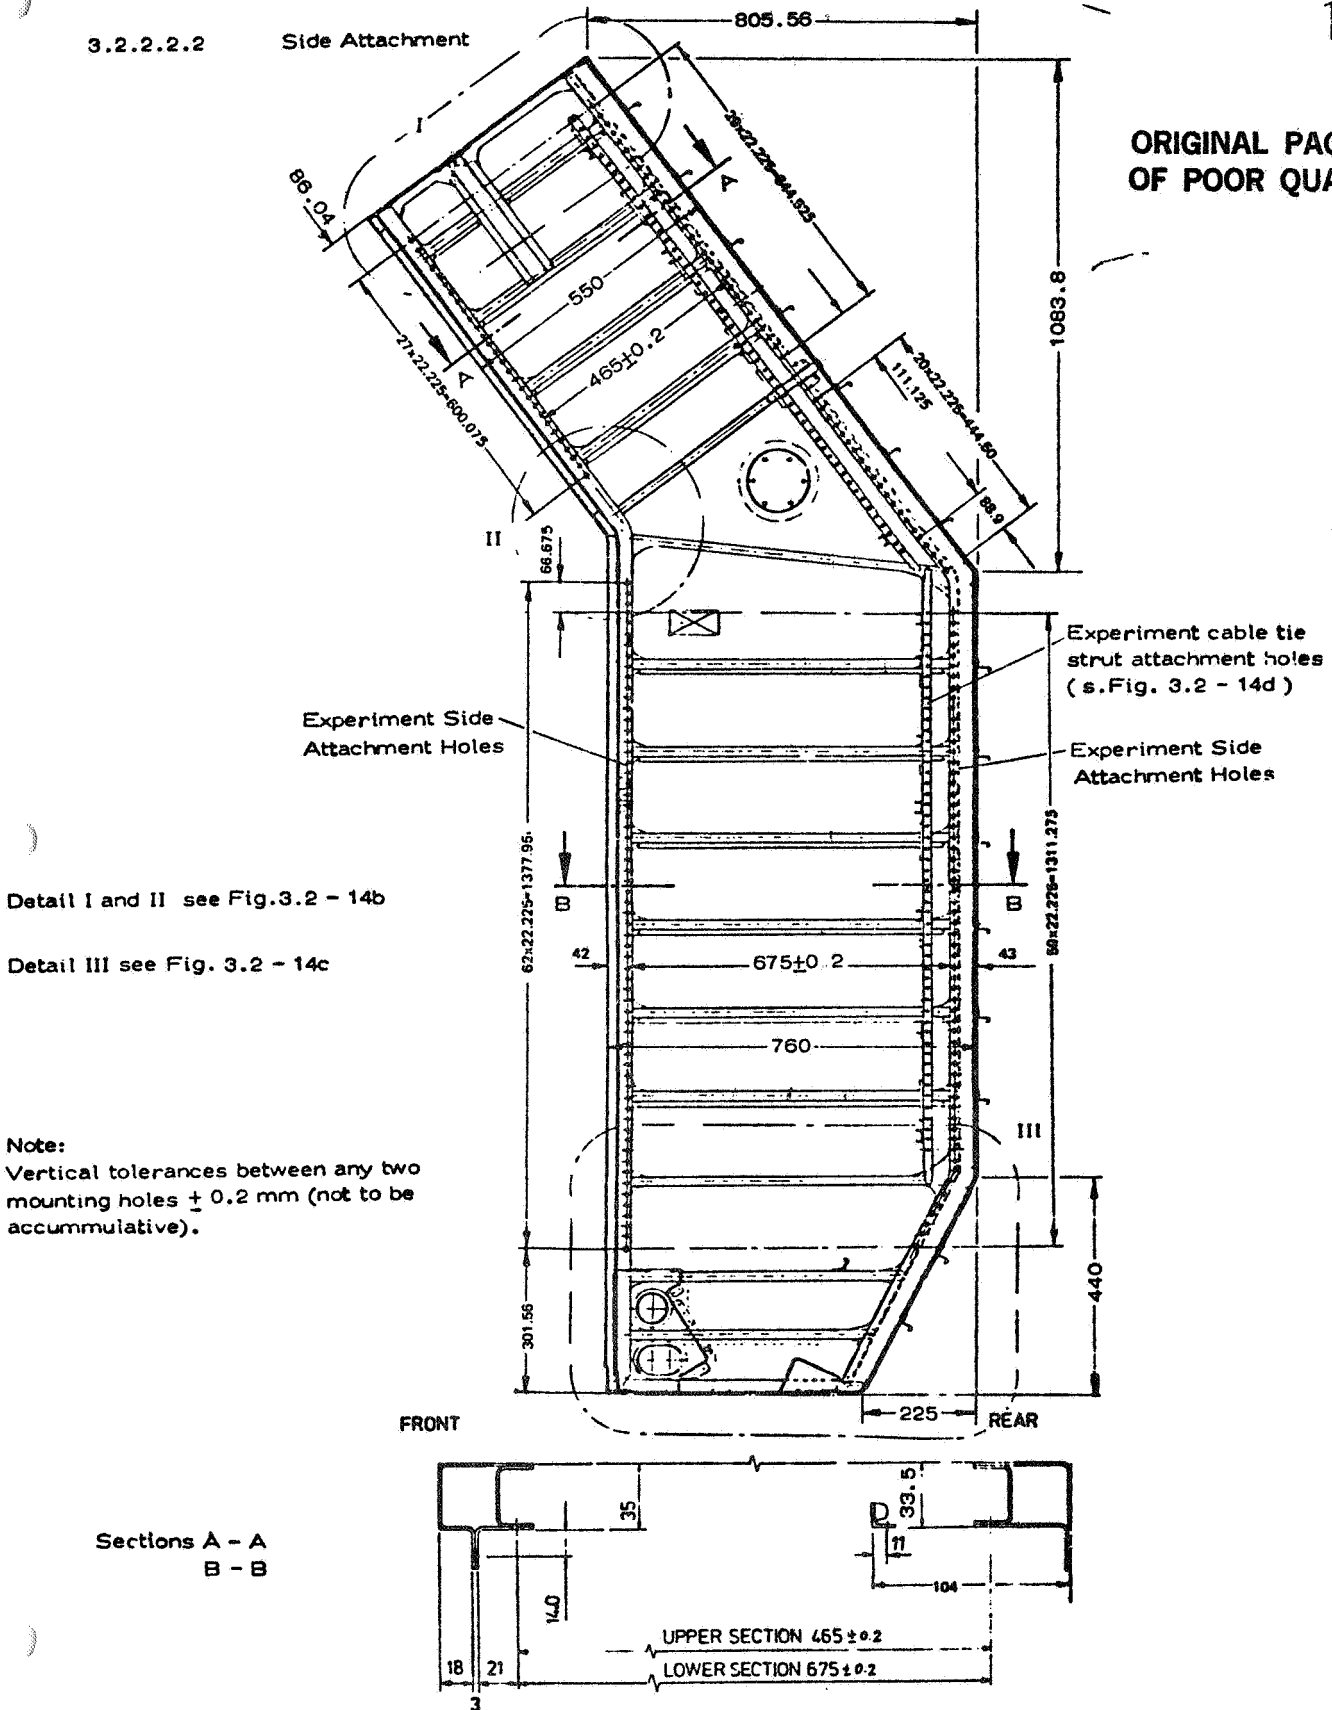 3.2.2.2.2 Side Attachment
805.56
ORIGINAL PAG
OF POOR QUA
I
86.04
A
29x22.225=644.525
1083.8
550
465±0.2
A
27x22.225=600.075
20x22.225=444.50
111.125
88.9
II
66.675
Experiment cable tie
strut attachment holes
( s.Fig. 3.2 - 14d )
Experiment Side
Attachment Holes
Experiment Side
Attachment Holes
62x22.225=1377.95
59x22.225=1311.275
B
B
Detail I and II see Fig.3.2 - 14b
42
675±0.2
43
Detail III see Fig. 3.2 - 14c
760
III
Note:
Vertical tolerances between any two
mounting holes ± 0.2 mm (not to be
accummulative).
440
301.56
225
FRONT
REAR
35
33.5
11
104
Sections A - A
B - B
14.0
UPPER SECTION 465±0.2
LOWER SECTION 675±0.2
18
21
3